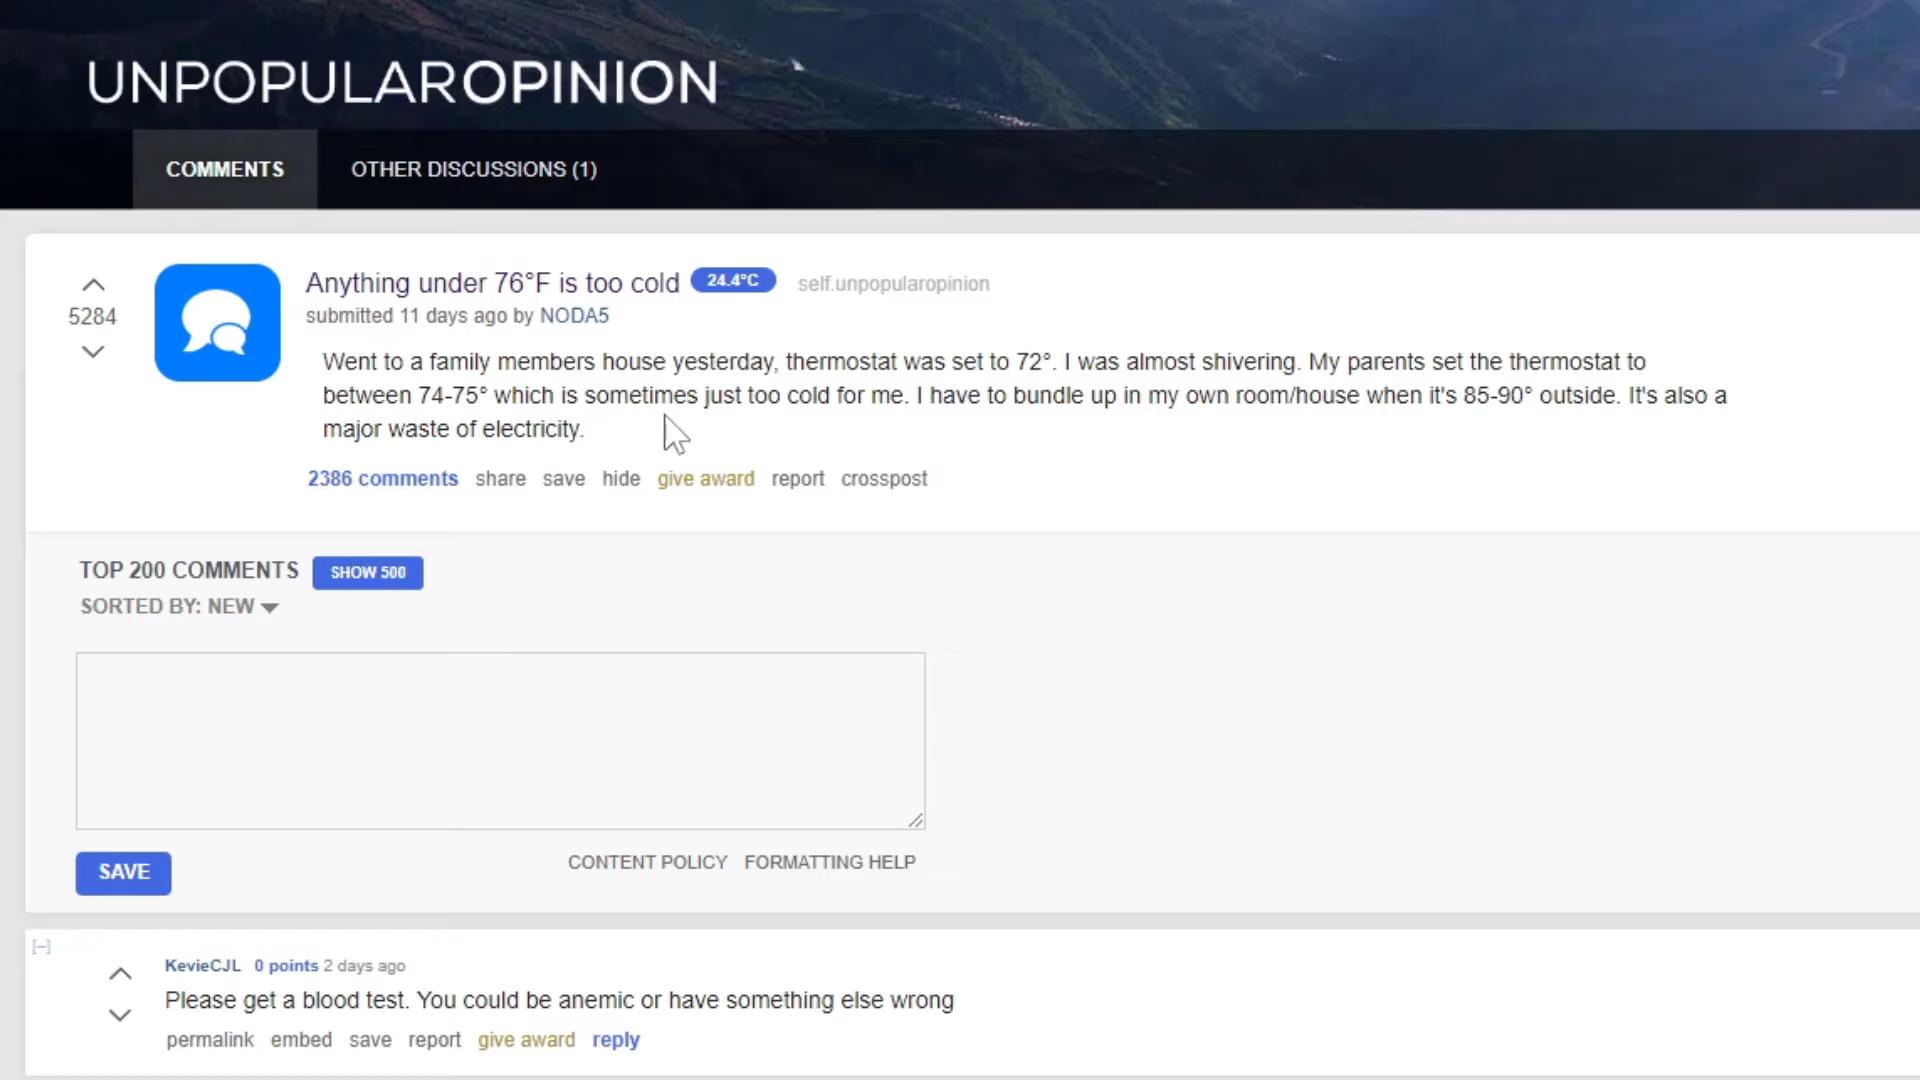 UNPOPULAROPINION
COMMENTS OTHER DISCUSSIONS (1)
Anything under 76°F is too cold 24.4°C self.unpopularopinion
5284 submitted 11 days ago by NODA5
Went to a family members house yesterday, thermostat was set to 72°. I was almost shivering. My parents set the thermostat to
between 74-75° which is sometimes just too cold for me. I have to bundle up in my own room/house when it's 85-90° outside. It's also a
major waste of electricity.
2386 comments share save hide give award report crosspost
TOP 200 COMMENTS SHOW 500
SORTED BY: NEW
SAVE CONTENT POLICY FORMATTING HELP
[–]
KevieCJL 0 points 2 days ago
Please get a blood test. You could be anemic or have something else wrong
permalink embed save report give award reply